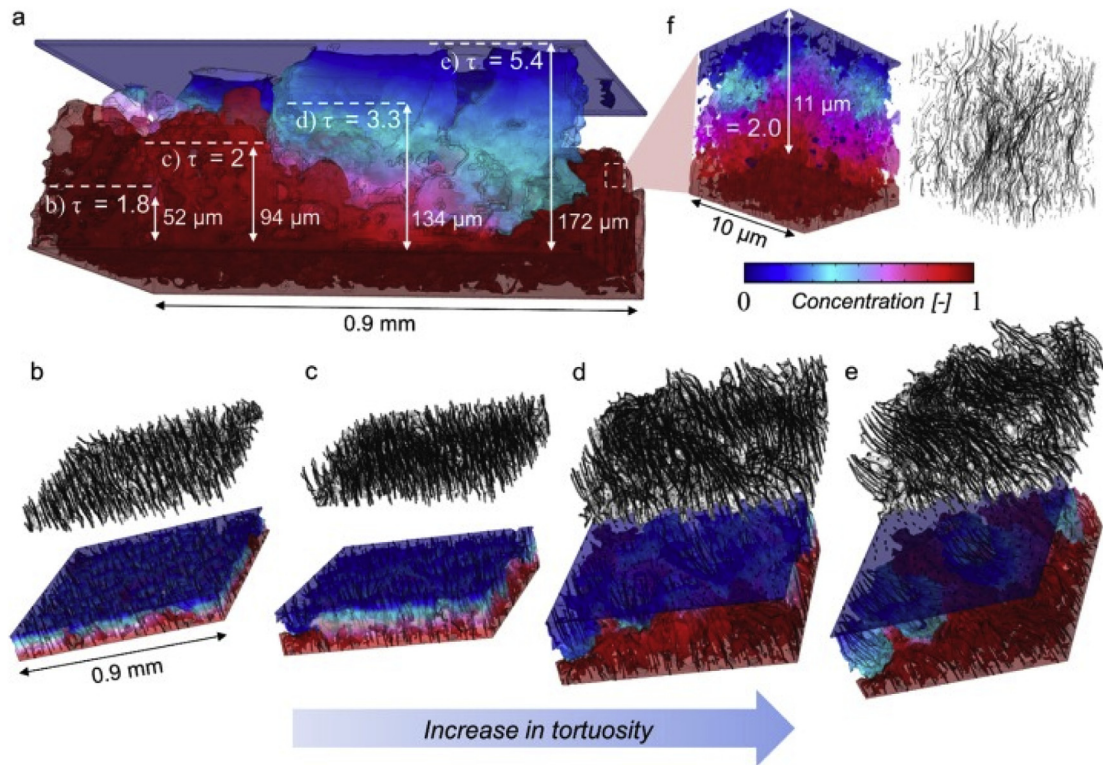 a
e) τ = 5.4
d) τ = 3.3
c) τ = 2
b) τ = 1.8
52 μm
94 μm
134 μm
172 μm
0.9 mm
f
11 μm
τ = 2.0
10 μm
0
Concentration [-]
1
b
c
d
e
0.9 mm
Increase in tortuosity